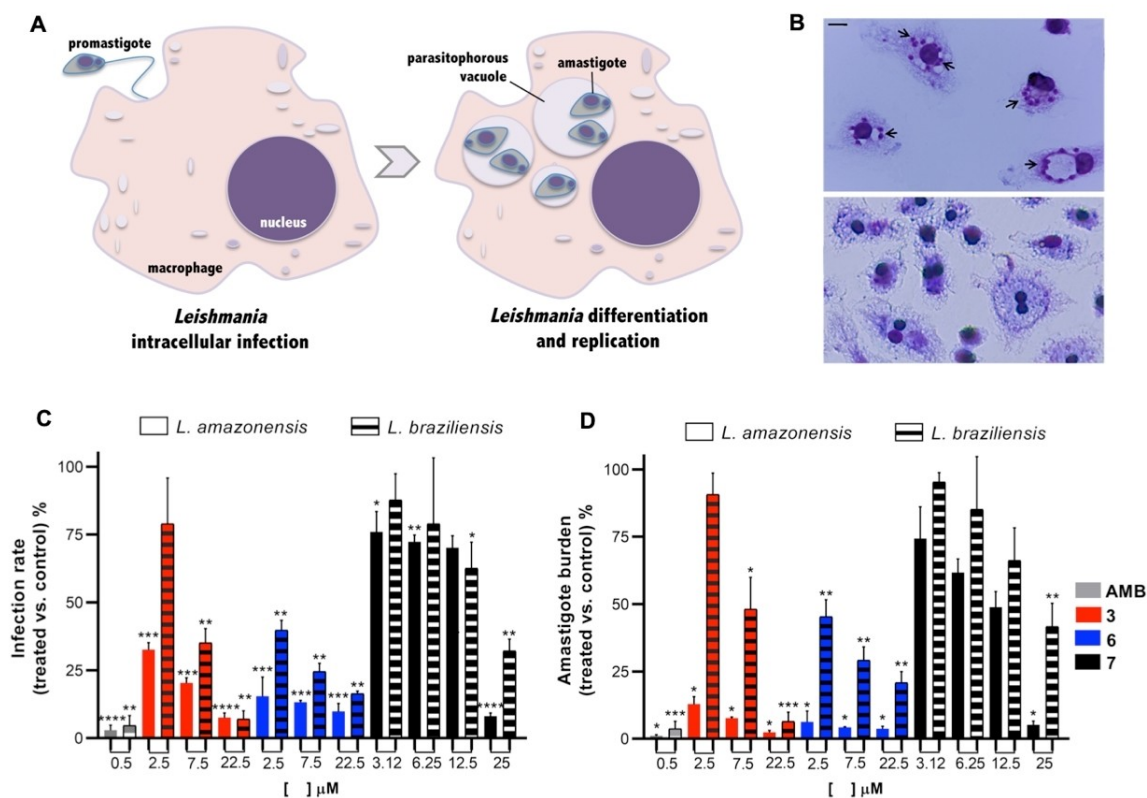 A
promastigote
nucleus
macrophage
Leishmania
intracellular infection
parasitophorous
vacuole
amastigote
Leishmania differentiation
and replication
B
C
L. amazonensis
L. braziliensis
Infection rate
(treated vs. control) %
100
75
50
25
0
****
**
***
***
**
****
**
***
**
***
**
***
**
*
**
*
****
**
0.5
2.5
7.5
22.5
2.5
7.5
22.5
3.12
6.25
12.5
25
[ ] µM
D
L. amazonensis
L. braziliensis
Amastigote burden
(treated vs. control) %
100
75
50
25
0
*
***
*
*
*
*
***
*
**
*
**
*
**
*
**
0.5
2.5
7.5
22.5
2.5
7.5
22.5
3.12
6.25
12.5
25
[ ] µM
AMB
3
6
7